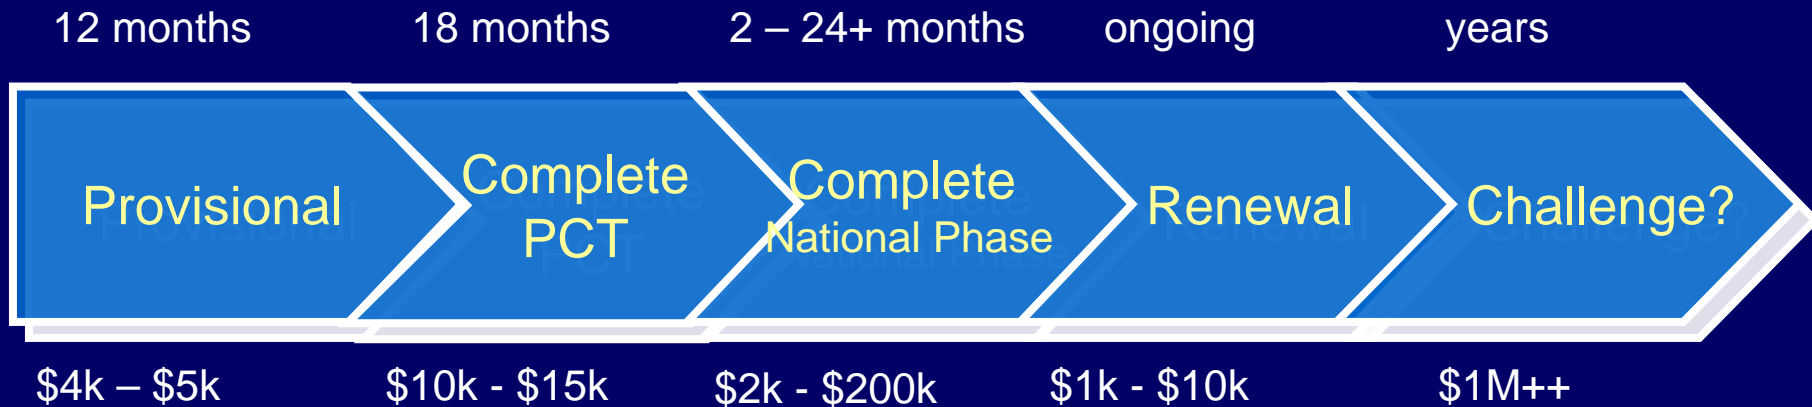 12 months 18 months 2 – 24+ months ongoing years
Provisional
Complete
PCT
Complete
National Phase
Renewal
Challenge?
$4k – $5k $10k - $15k $2k - $200k $1k - $10k $1M++